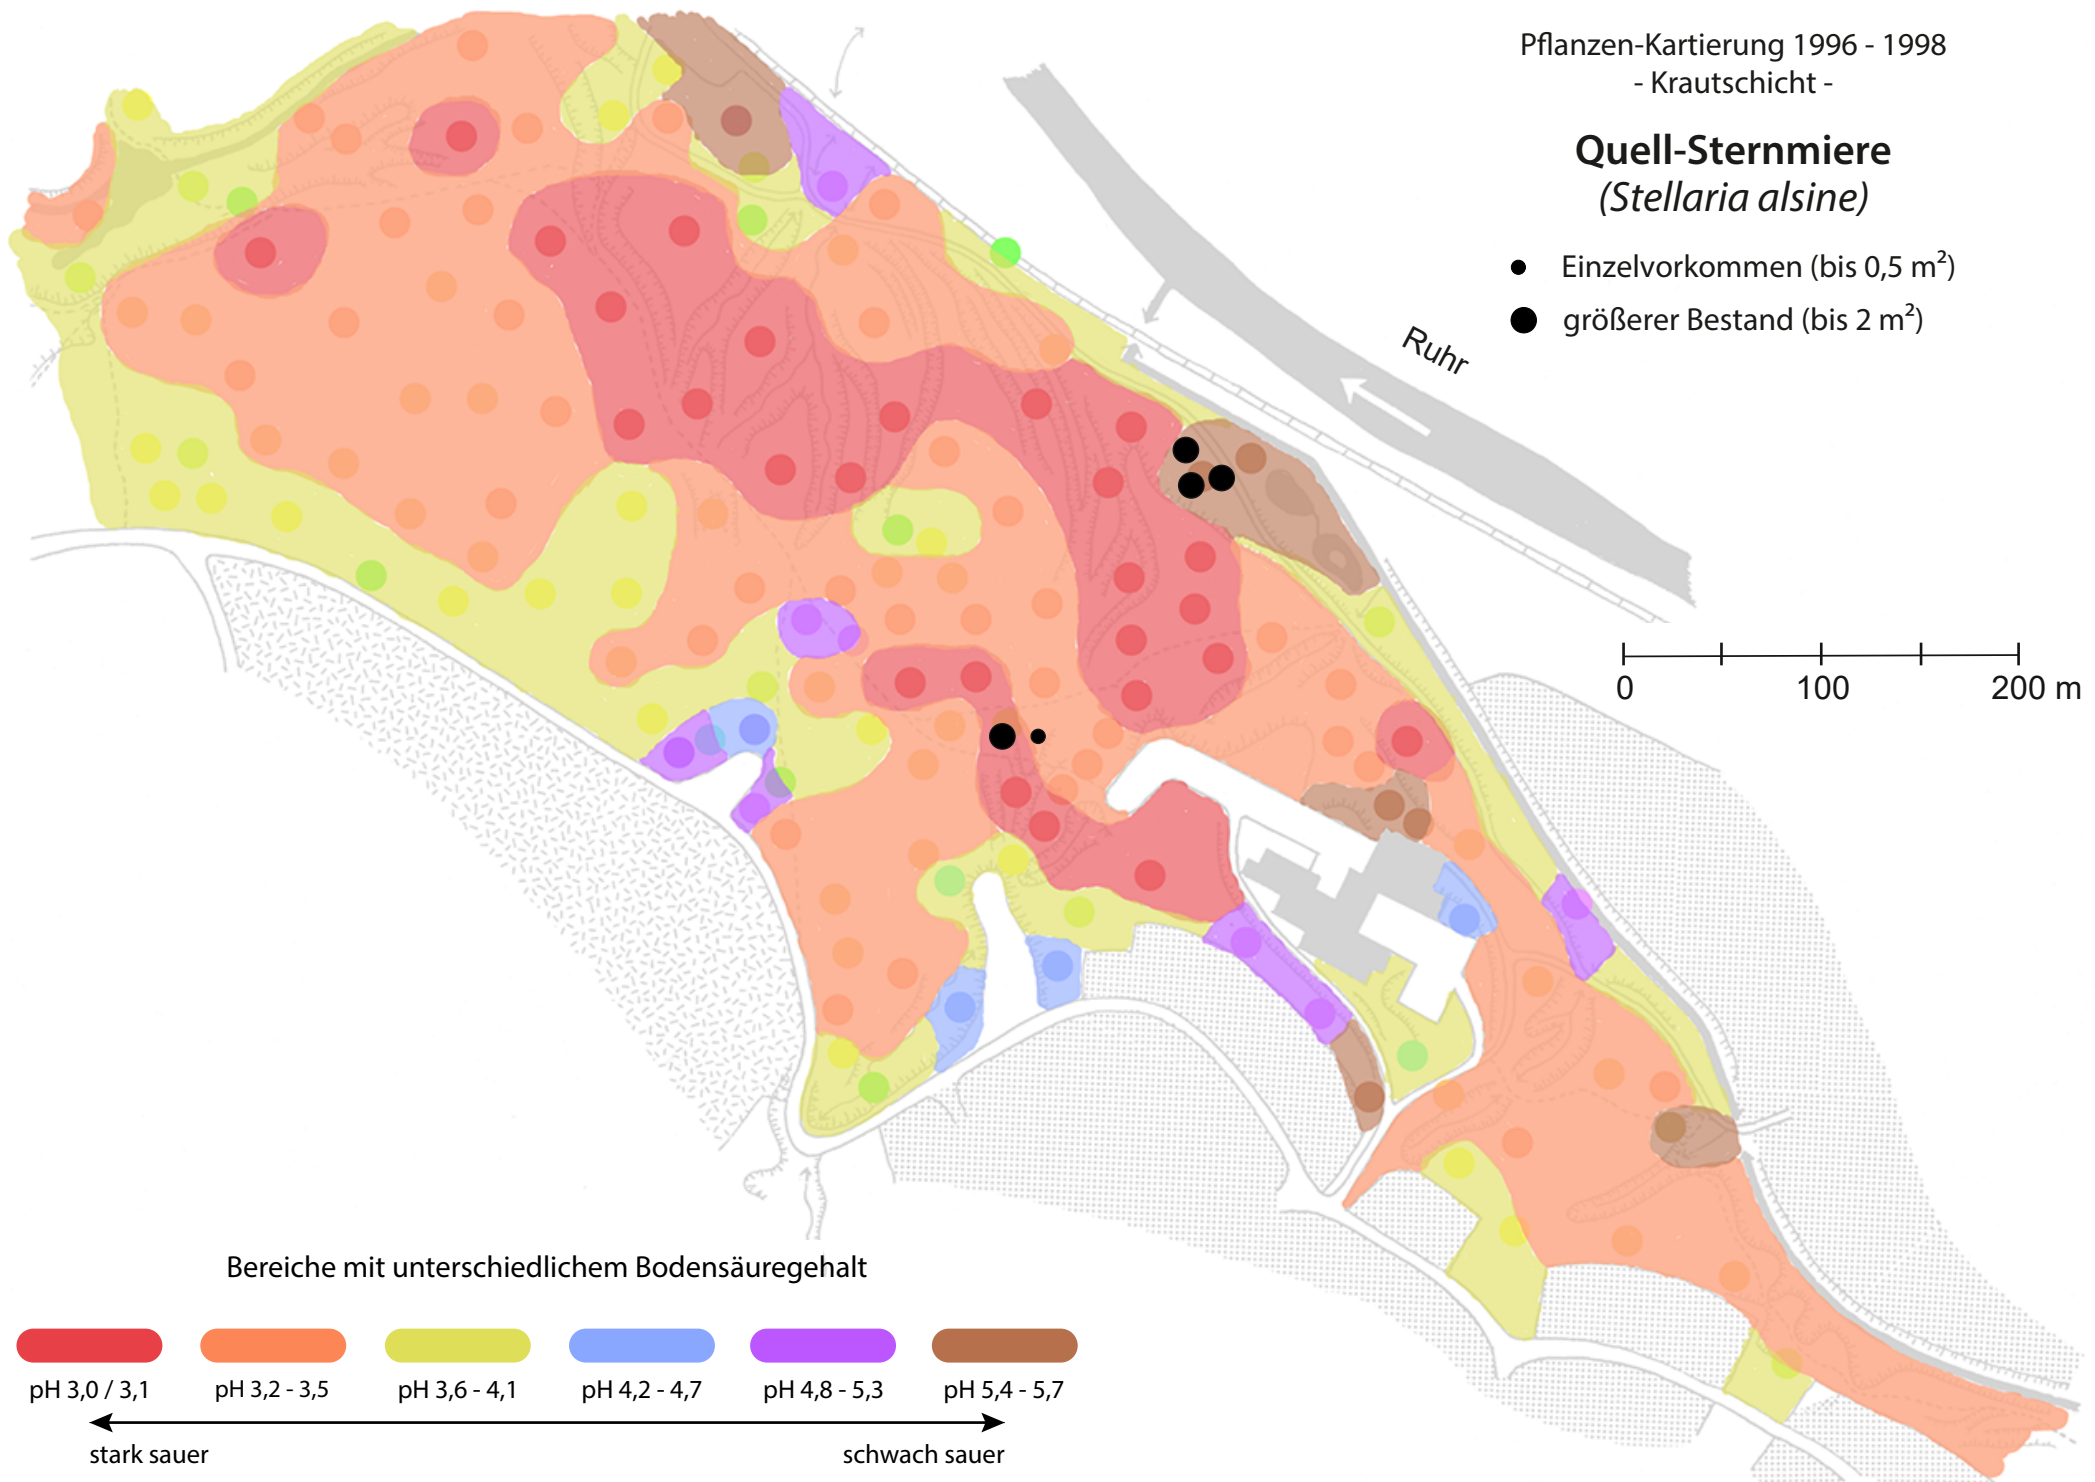 Pflanzen-Kartierung 1996 - 1998
- Krautschicht -
Quell-Sternmiere
(Stellaria alsine)
Einzelvorkommen (bis 0,5 m²)
größerer Bestand (bis 2 m²)
Ruhr
0 100 200 m
Bereiche mit unterschiedlichem Bodensäuregehalt
pH 3,0 / 3,1 pH 3,2 - 3,5 pH 3,6 - 4,1 pH 4,2 - 4,7 pH 4,8 - 5,3 pH 5,4 - 5,7
stark sauer schwach sauer